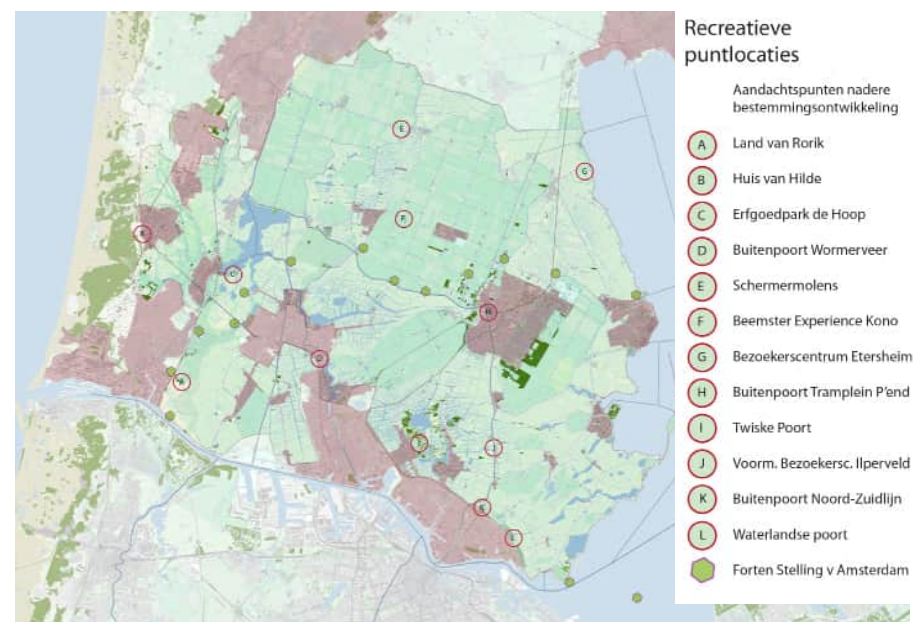 Recreatieve
puntlocaties
Aandachtspunten nadere
bestemmingsontwikkeling
A Land van Rorik
B Huis van Hilde
C Erfgoedpark de Hoop
D Buitenpoort Wormerveer
E Schermermolens
F Beemster Experience Kono
G Bezoekerscentrum Etersheim
H Buitenpoort Tramplein P'end
I Twiske Poort
J Voorm. Bezoekersc. Ilperveld
K Buitenpoort Noord-Zuidlijn
L Waterlandse poort
Forten Stelling v Amsterdam
E
G
F
B
C
H
D
A
I
J
K
L